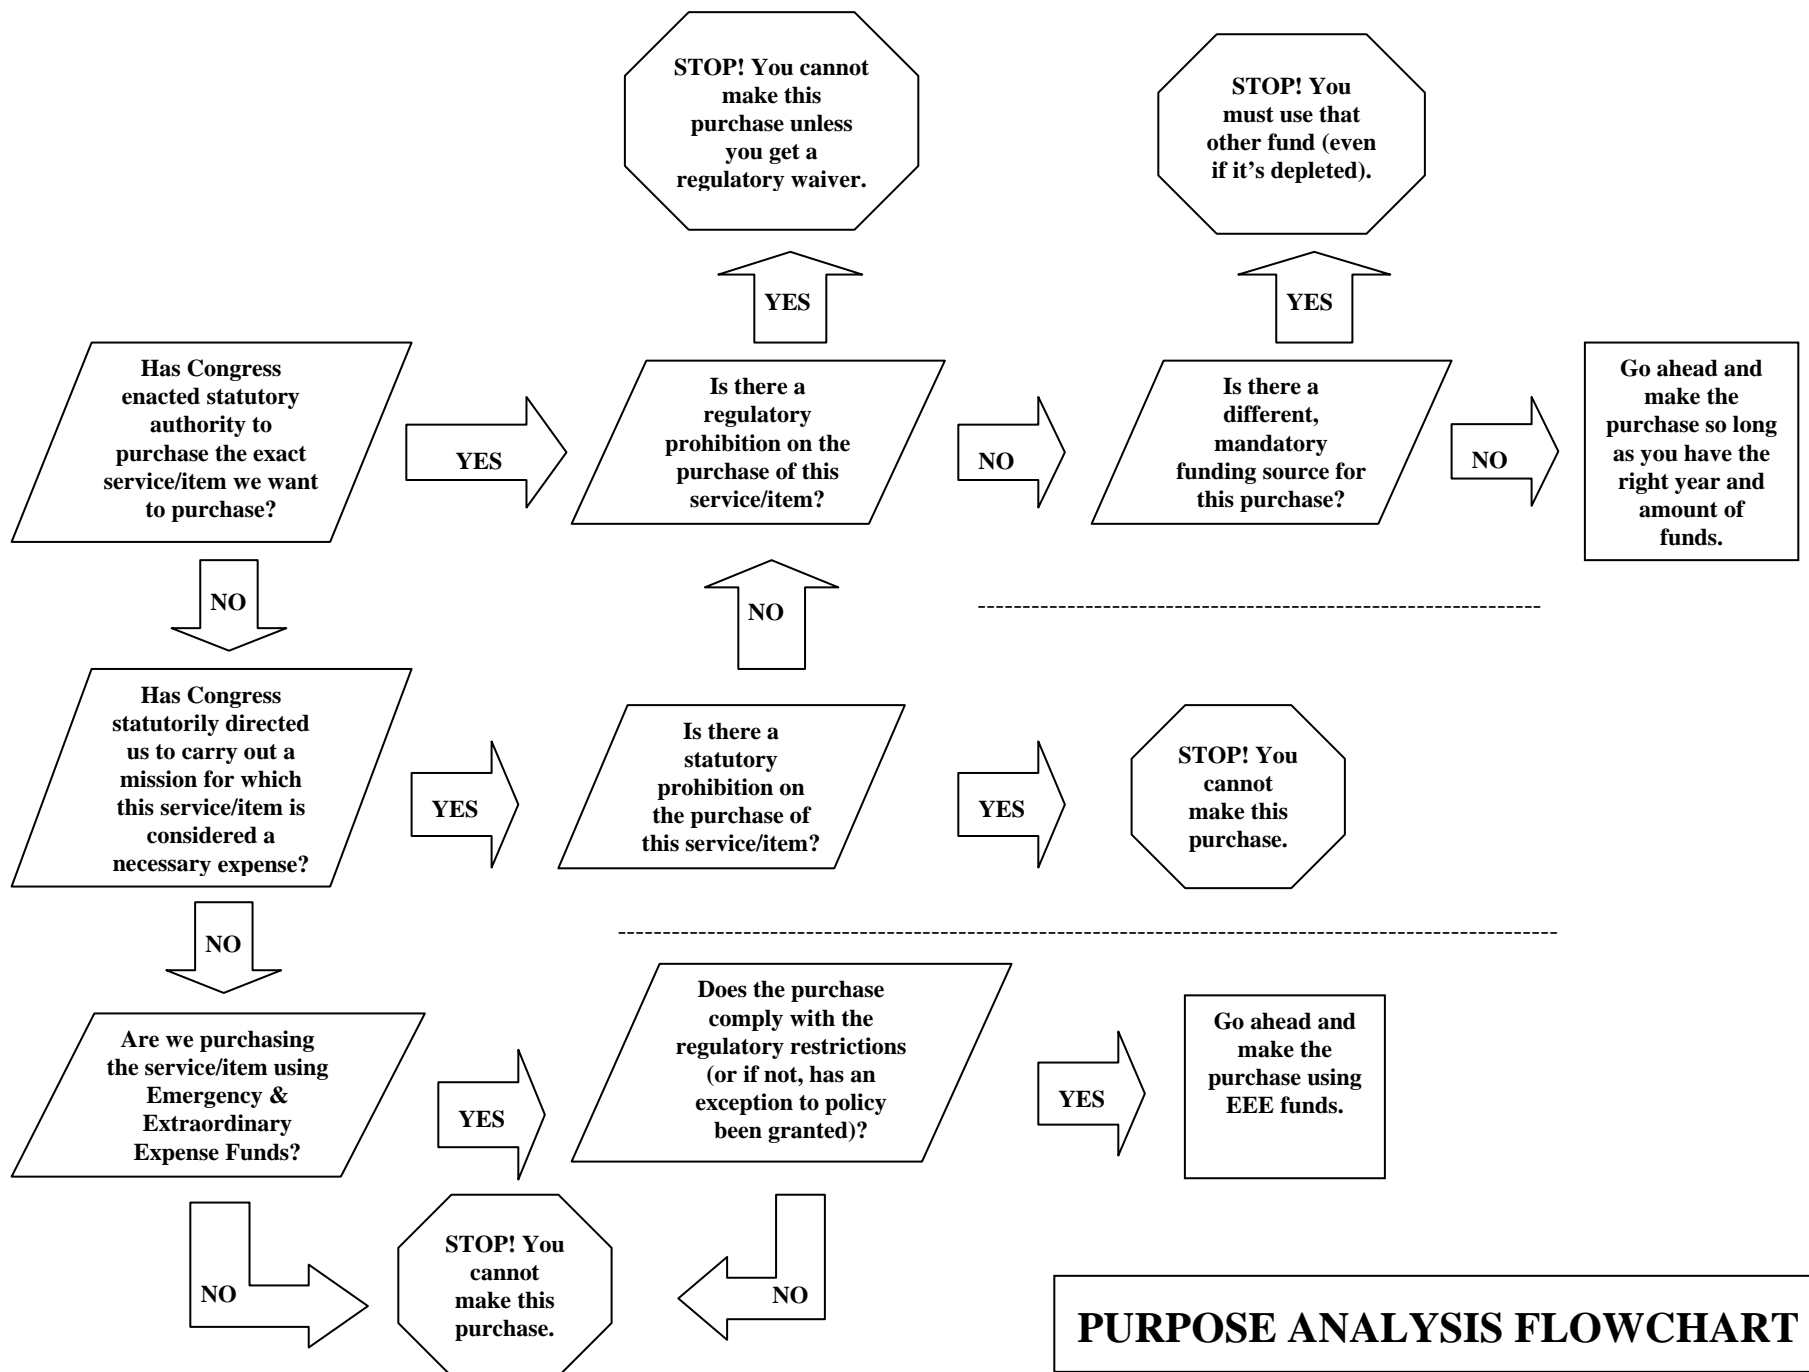 STOP! You cannot
make this
purchase unless
you get a
regulatory waiver.
STOP! You
must use that
other fund (even
if it’s depleted).
YES
YES
Has Congress
enacted statutory
authority to
purchase the exact
service/item we want
to purchase?
YES
Is there a
regulatory
prohibition on the
purchase of this
service/item?
NO
Is there a
different,
mandatory
funding source for
this purchase?
NO
Go ahead and
make the
purchase so long
as you have the
right year and
amount of
funds.
NO
NO
Has Congress
statutorily directed
us to carry out a
mission for which
this service/item is
considered a
necessary expense?
YES
Is there a
statutory
prohibition on
the purchase of
this service/item?
YES
STOP! You
cannot
make this
purchase.
NO
Are we purchasing
the service/item using
Emergency &
Extraordinary
Expense Funds?
YES
Does the purchase
comply with the
regulatory restrictions
(or if not, has an
exception to policy
been granted)?
YES
Go ahead and
make the
purchase using
EEE funds.
NO
STOP! You
cannot
make this
purchase.
NO
PURPOSE ANALYSIS FLOWCHART